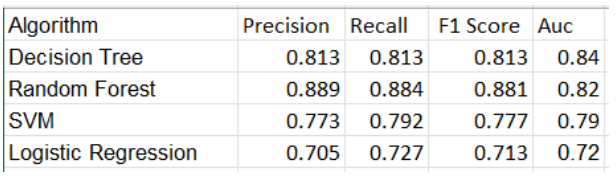 Algorithm Precision Recall F1 Score Auc
Decision Tree 0.813 0.813 0.813 0.84
Random Forest 0.889 0.884 0.881 0.82
SVM 0.773 0.792 0.777 0.79
Logistic Regression 0.705 0.727 0.713 0.72